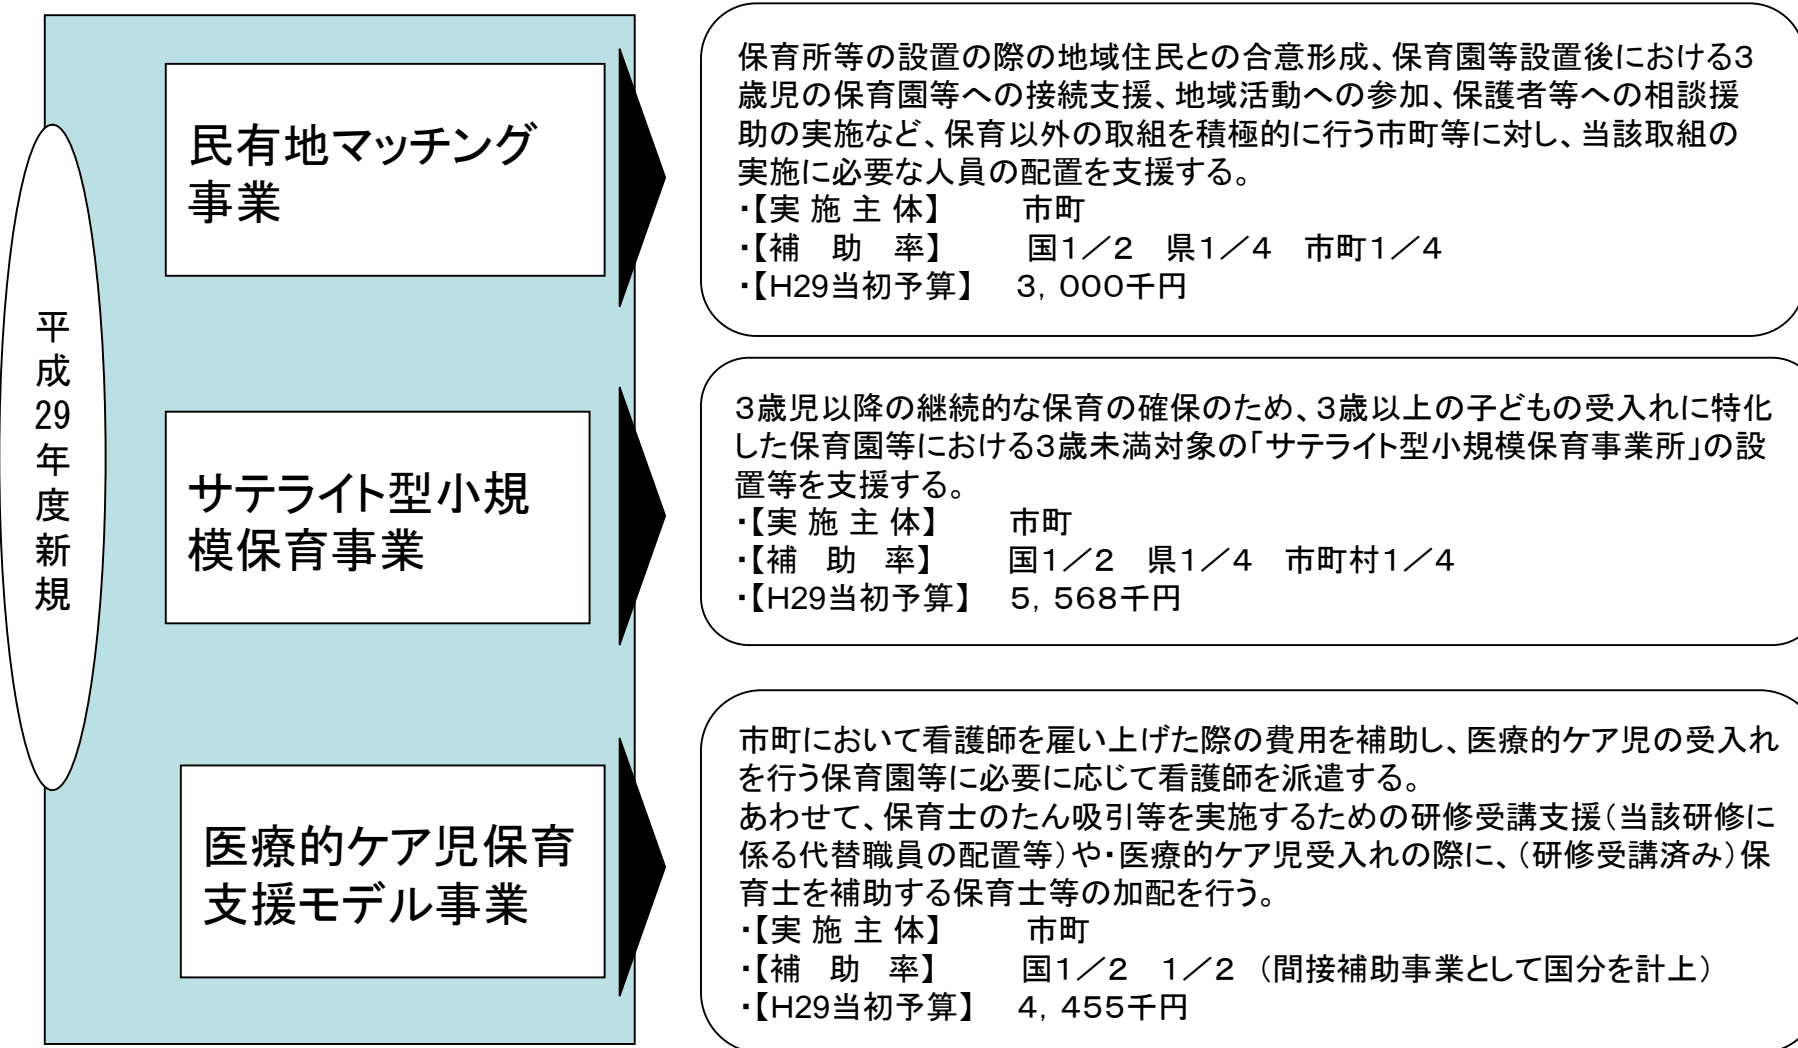 平成29年度新規
民有地マッチング
事業
保育所等の設置の際の地域住民との合意形成、保育園等設置後における3
歳児の保育園等への接続支援、地域活動への参加、保護者等への相談援
助の実施など、保育以外の取組を積極的に行う市町等に対し、当該取組の
実施に必要な人員の配置を支援する。
・【実 施 主 体】　　　市町
・【補　助　率】　　　国１／２　県１／４　市町１／４
・【H29当初予算】　３，０００千円
サテライト型小規
模保育事業
３歳児以降の継続的な保育の確保のため、３歳以上の子どもの受入れに特化
した保育園等における３歳未満対象の「サテライト型小規模保育事業所」の設
置等を支援する。
・【実 施 主 体】　　　市町
・【補　助　率】　　　国１／２　県１／４　市町村１／４
・【H29当初予算】　５，５６８千円
医療的ケア児保育
支援モデル事業
市町において看護師を雇い上げた際の費用を補助し、医療的ケア児の受入れ
を行う保育園等に必要に応じて看護師を派遣する。
あわせて、保育士のたん吸引等を実施するための研修受講支援（当該研修に
係る代替職員の配置等）や・医療的ケア児受入れの際に、（研修受講済み）保
育士を補助する保育士等の加配を行う。
・【実 施 主 体】　　　市町
・【補　助　率】　　　国１／２　１／２　（間接補助事業として国分を計上）
・【H29当初予算】　４，４５５千円